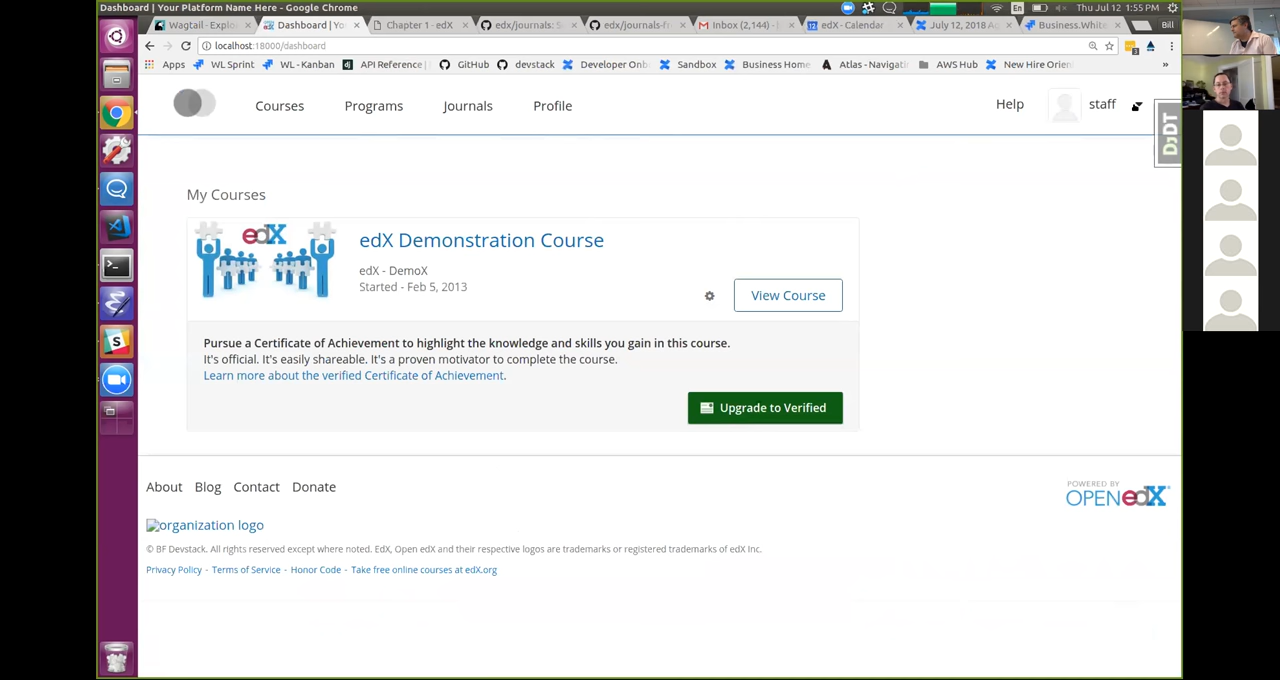 Dashboard | Your Platform Name Here - Google Chrome
En
Thu Jul 12 1:55 PM
Wagtail - Explo
Dashboard | Yo
Chapter 1 - edX
edx/journals: S
edx/journals-fr
Inbox (2,144)
edX - Calendar
July 12, 2018 A
Business.White
Bill
localhost:18000/dashboard
Apps
WL Sprint
WL - Kanban
API Reference
GitHub
devstack
Developer Onb
Sandbox
Business Home
Atlas - Navigati
AWS Hub
New Hire Orien
»
Courses
Programs
Journals
Profile
Help
staff
DJDT
My Courses
edX
edX Demonstration Course
edX - DemoX
Started - Feb 5, 2013
View Course
Pursue a Certificate of Achievement to highlight the knowledge and skills you gain in this course.
It's official. It's easily shareable. It's a proven motivator to complete the course.
Learn more about the verified Certificate of Achievement.
Upgrade to Verified
About
Blog
Contact
Donate
POWERED BY
OPEN edX
organization logo
© BF Devstack. All rights reserved except where noted. EdX, Open edX and their respective logos are trademarks or registered trademarks of edX Inc.
Privacy Policy - Terms of Service - Honor Code - Take free online courses at edX.org